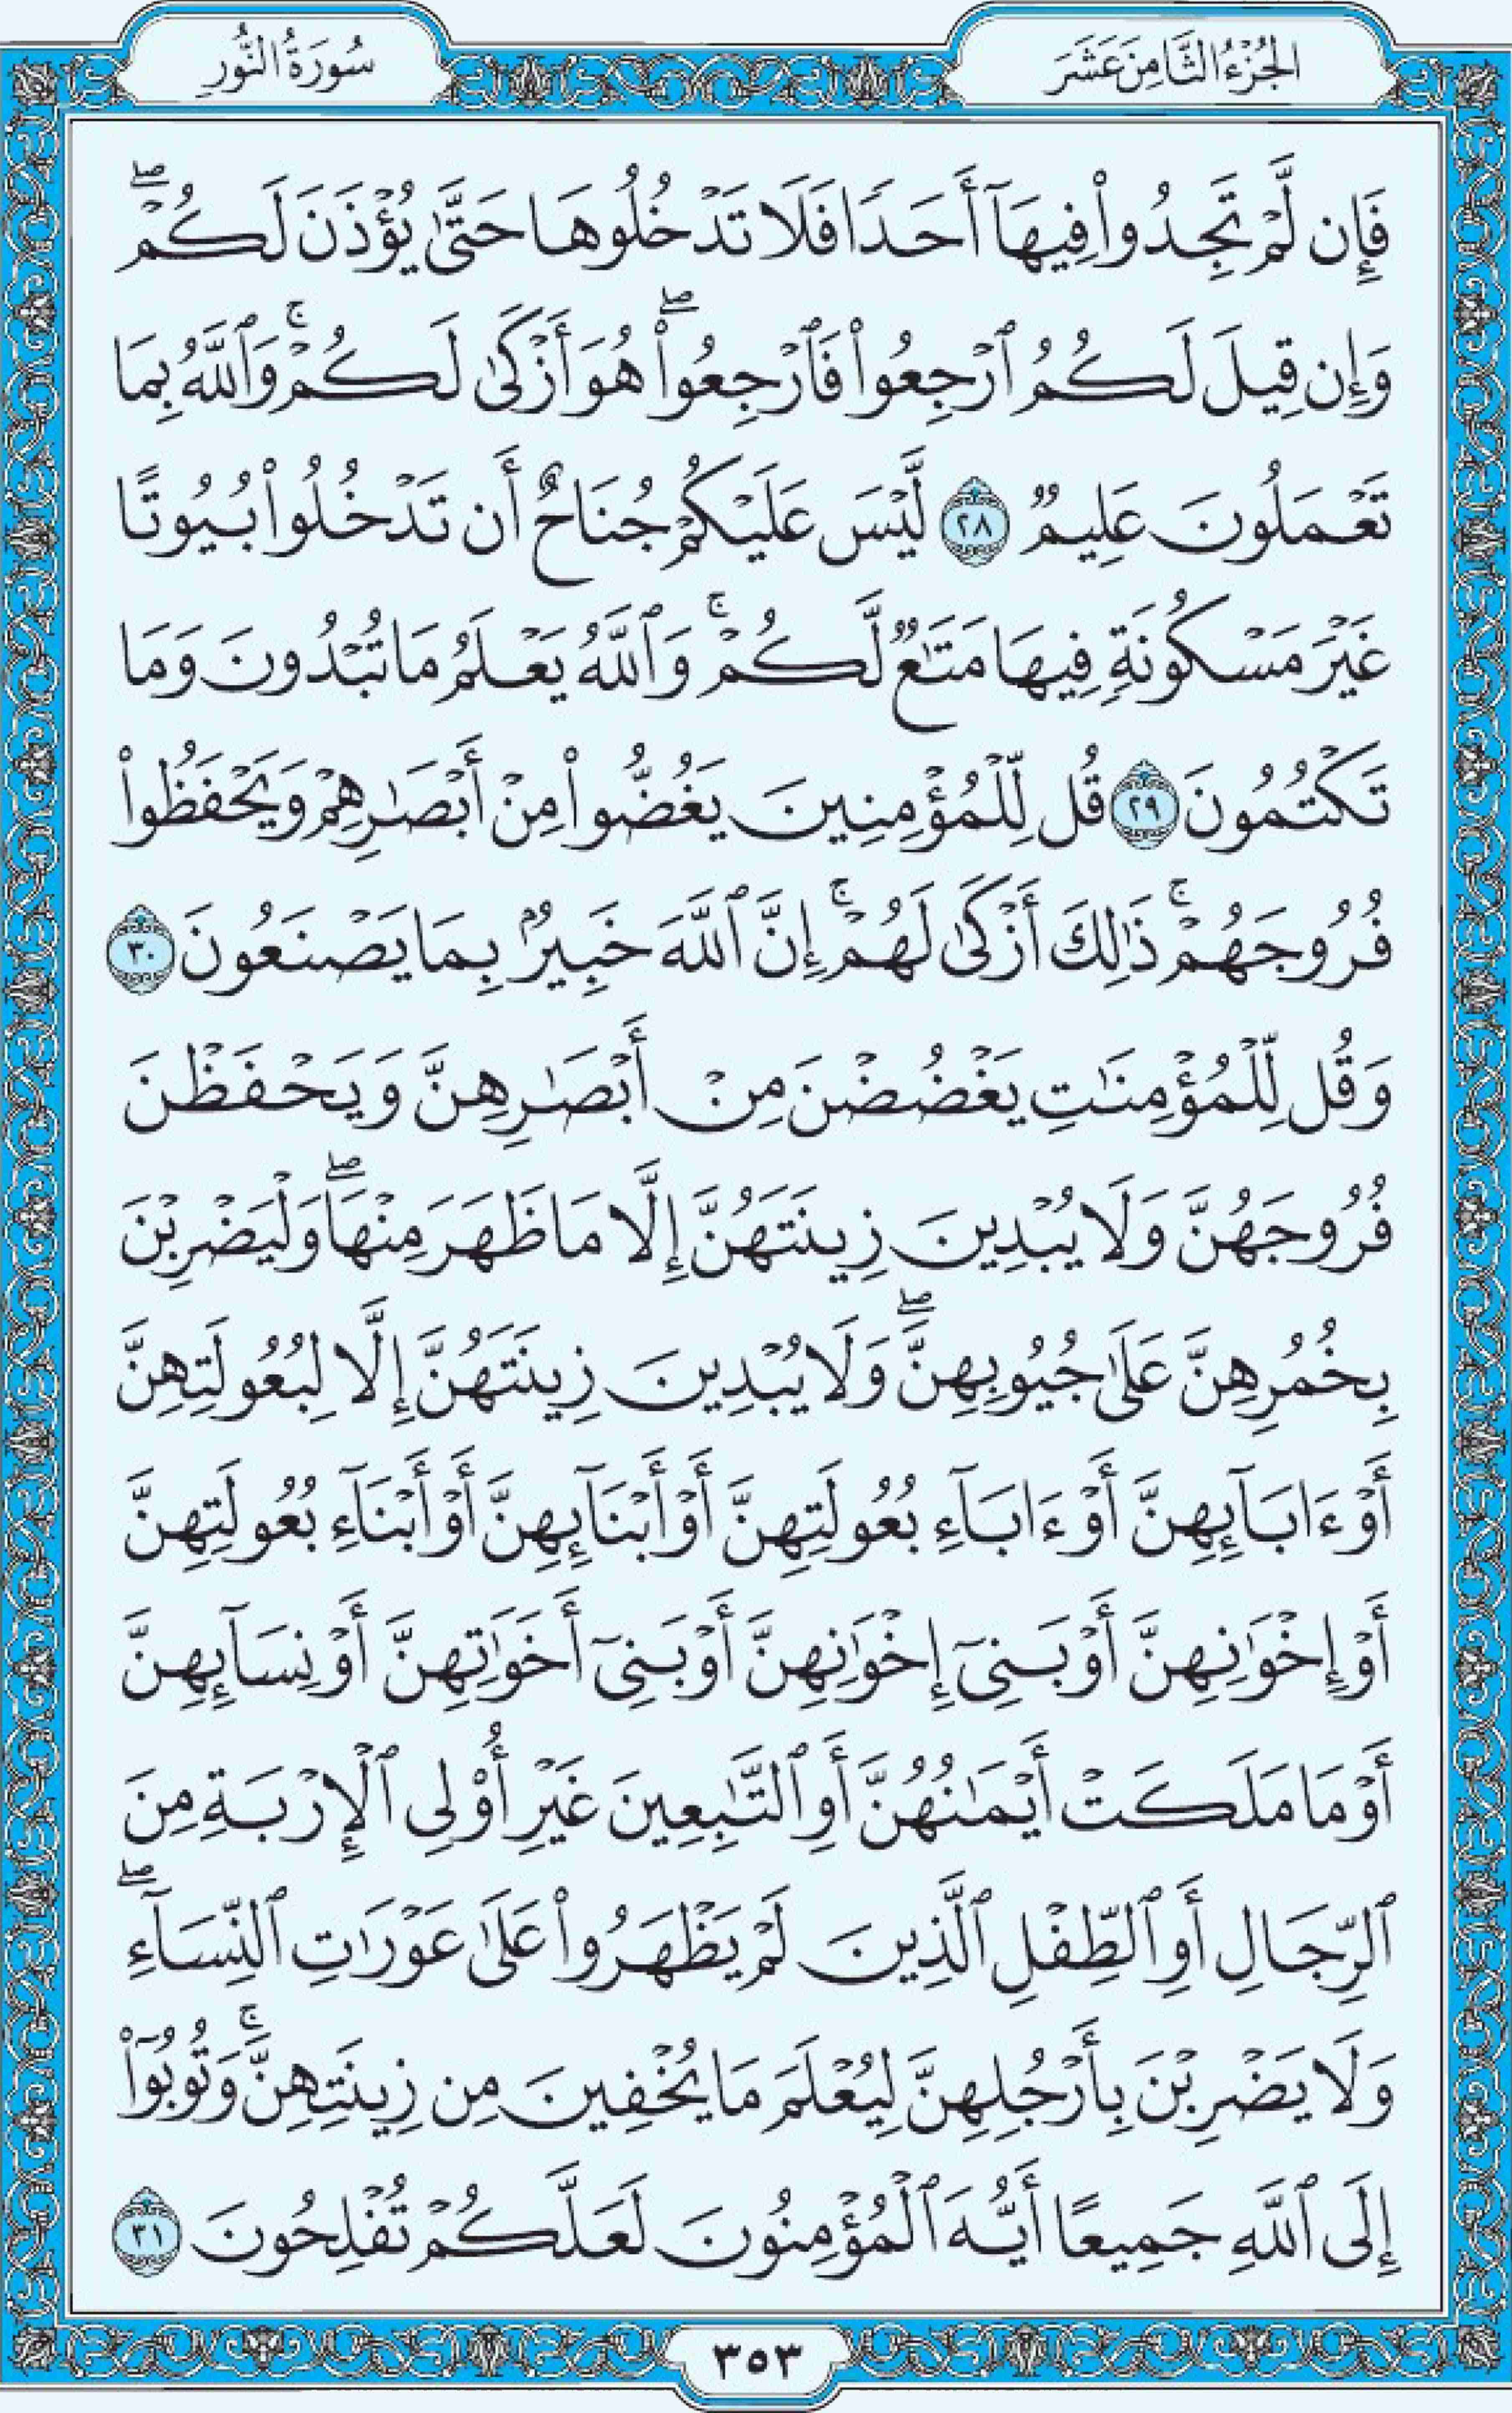 الجُزْءُ الثَّامِنَ عَشَرَ
سُورَةُ النُّورِ
فَإِن لَّمْ تَجِدُوا۟ فِيهَآ أَحَدًا فَلَا تَدْخُلُوهَا حَتَّىٰ يُؤْذَنَ لَكُمْ ۖ
وَإِن قِيلَ لَكُمُ ٱرْجِعُوا۟ فَٱرْجِعُوا۟ ۖ هُوَ أَزْكَىٰ لَكُمْ ۚ وَٱللَّهُ بِمَا
تَعْمَلُونَ عَلِيمٌ ٢٨ لَّيْسَ عَلَيْكُمْ جُنَاحٌ أَن تَدْخُلُوا۟ بُيُوتًا
غَيْرَ مَسْكُونَةٍ فِيهَا مَتَـٰعٌ لَّكُمْ ۚ وَٱللَّهُ يَعْلَمُ مَا تُبْدُونَ وَمَا
تَكْتُمُونَ ٢٩ قُل لِّلْمُؤْمِنِينَ يَغُضُّوا۟ مِنْ أَبْصَـٰرِهِمْ وَيَحْفَظُوا۟
فُرُوجَهُمْ ۚ ذَٰلِكَ أَزْكَىٰ لَهُمْ ۚ إِنَّ ٱللَّهَ خَبِيرٌۢ بِمَا يَصْنَعُونَ ٣٠
وَقُل لِّلْمُؤْمِنَـٰتِ يَغْضُضْنَ مِنْ أَبْصَـٰرِهِنَّ وَيَحْفَظْنَ
فُرُوجَهُنَّ وَلَا يُبْدِينَ زِينَتَهُنَّ إِلَّا مَا ظَهَرَ مِنْهَا ۖ وَلْيَضْرِبْنَ
بِخُمُرِهِنَّ عَلَىٰ جُيُوبِهِنَّ ۖ وَلَا يُبْدِينَ زِينَتَهُنَّ إِلَّا لِبُعُولَتِهِنَّ
أَوْ ءَابَآئِهِنَّ أَوْ ءَابَآءِ بُعُولَتِهِنَّ أَوْ أَبْنَآئِهِنَّ أَوْ أَبْنَآءِ بُعُولَتِهِنَّ
أَوْ إِخْوَٰنِهِنَّ أَوْ بَنِىٓ إِخْوَٰنِهِنَّ أَوْ بَنِىٓ أَخَوَٰتِهِنَّ أَوْ نِسَآئِهِنَّ
أَوْ مَا مَلَكَتْ أَيْمَـٰنُهُنَّ أَوِ ٱلتَّـٰبِعِينَ غَيْرِ أُو۟لِى ٱلْإِرْبَةِ مِنَ
ٱلرِّجَالِ أَوِ ٱلطِّفْلِ ٱلَّذِينَ لَمْ يَظْهَرُوا۟ عَلَىٰ عَوْرَٰتِ ٱلنِّسَآءِ ۖ
وَلَا يَضْرِبْنَ بِأَرْجُلِهِنَّ لِيُعْلَمَ مَا يُخْفِينَ مِن زِينَتِهِنَّ ۚ وَتُوبُوٓا۟
إِلَى ٱللَّهِ جَمِيعًا أَيُّهَ ٱلْمُؤْمِنُونَ لَعَلَّكُمْ تُفْلِحُونَ ٣١
٣٥٣